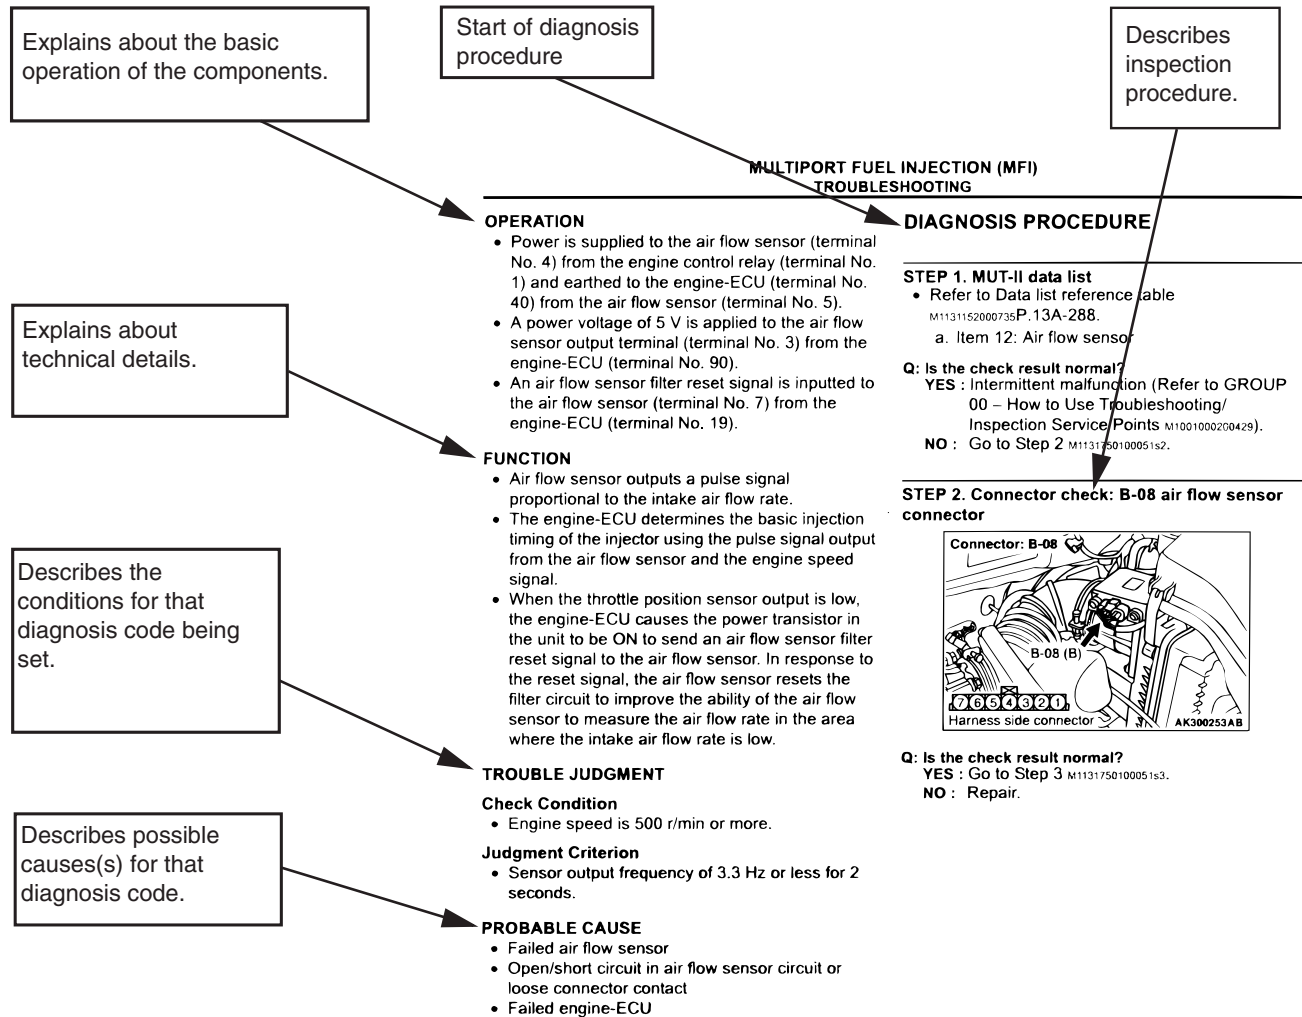 Explains about the basic
operation of the components.
Start of diagnosis
procedure
Describes
inspection
procedure.
MULTIPORT FUEL INJECTION (MFI)
TROUBLESHOOTING
Explains about
technical details.
Describes the
conditions for that
diagnosis code being
set.
Describes possible
causes(s) for that
diagnosis code.
OPERATION
• Power is supplied to the air flow sensor (terminal
No. 4) from the engine control relay (terminal No.
1) and earthed to the engine-ECU (terminal No.
40) from the air flow sensor (terminal No. 5).
• A power voltage of 5 V is applied to the air flow
sensor output terminal (terminal No. 3) from the
engine-ECU (terminal No. 90).
• An air flow sensor filter reset signal is inputted to
the air flow sensor (terminal No. 7) from the
engine-ECU (terminal No. 19).
FUNCTION
• Air flow sensor outputs a pulse signal
proportional to the intake air flow rate.
• The engine-ECU determines the basic injection
timing of the injector using the pulse signal output
from the air flow sensor and the engine speed
signal.
• When the throttle position sensor output is low,
the engine-ECU causes the power transistor in
the unit to be ON to send an air flow sensor filter
reset signal to the air flow sensor. In response to
the reset signal, the air flow sensor resets the
filter circuit to improve the ability of the air flow
sensor to measure the air flow rate in the area
where the intake air flow rate is low.
TROUBLE JUDGMENT
Check Condition
• Engine speed is 500 r/min or more.
Judgment Criterion
• Sensor output frequency of 3.3 Hz or less for 2
seconds.
PROBABLE CAUSE
• Failed air flow sensor
• Open/short circuit in air flow sensor circuit or
loose connector contact
• Failed engine-ECU
DIAGNOSIS PROCEDURE
STEP 1. MUT-II data list
• Refer to Data list reference table
M1131152000735P.13A-288.
a. Item 12: Air flow sensor
Q: Is the check result normal?
YES : Intermittent malfunction (Refer to GROUP
00 – How to Use Troubleshooting/
Inspection Service Points M1001000200429).
NO : Go to Step 2 M1131750100051s2.
STEP 2. Connector check: B-08 air flow sensor
connector
Connector: B-08
B-08 (B)
7 6 5 4 3 2 1
Harness side connector
AK300253AB
Q: Is the check result normal?
YES : Go to Step 3 M1131750100051s3.
NO : Repair.